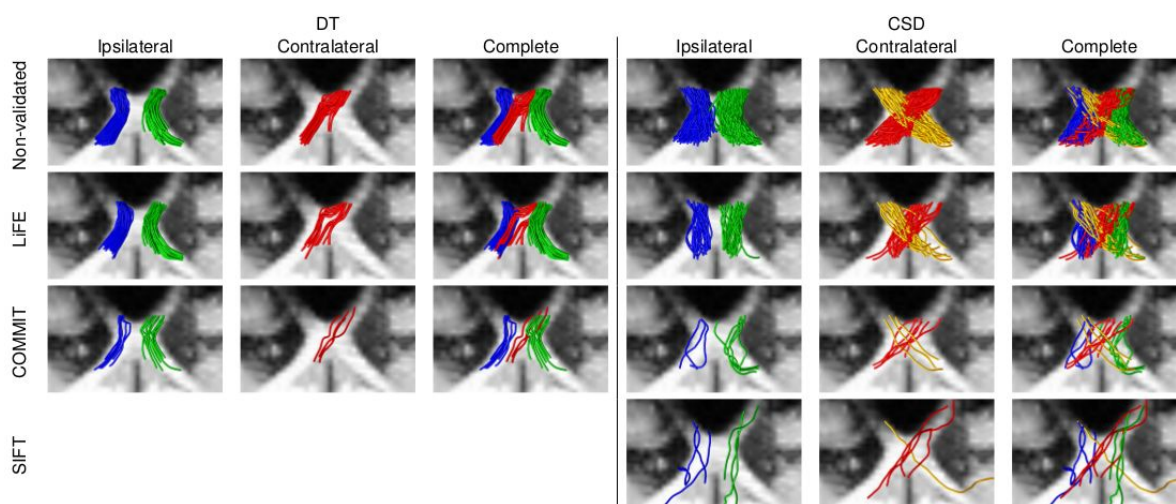 DT CSD
Ipsilateral Contralateral Complete Ipsilateral Contralateral Complete
Non-validated
LiFE
COMMIT
SIFT